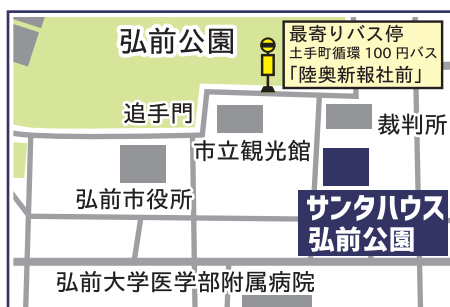 弘前公園
最寄りバス停
土手町循環100円バス
「陸奥新報社前」
追手門
裁判所
市立観光館
弘前市役所
サンタハウス
弘前公園
弘前大学医学部附属病院